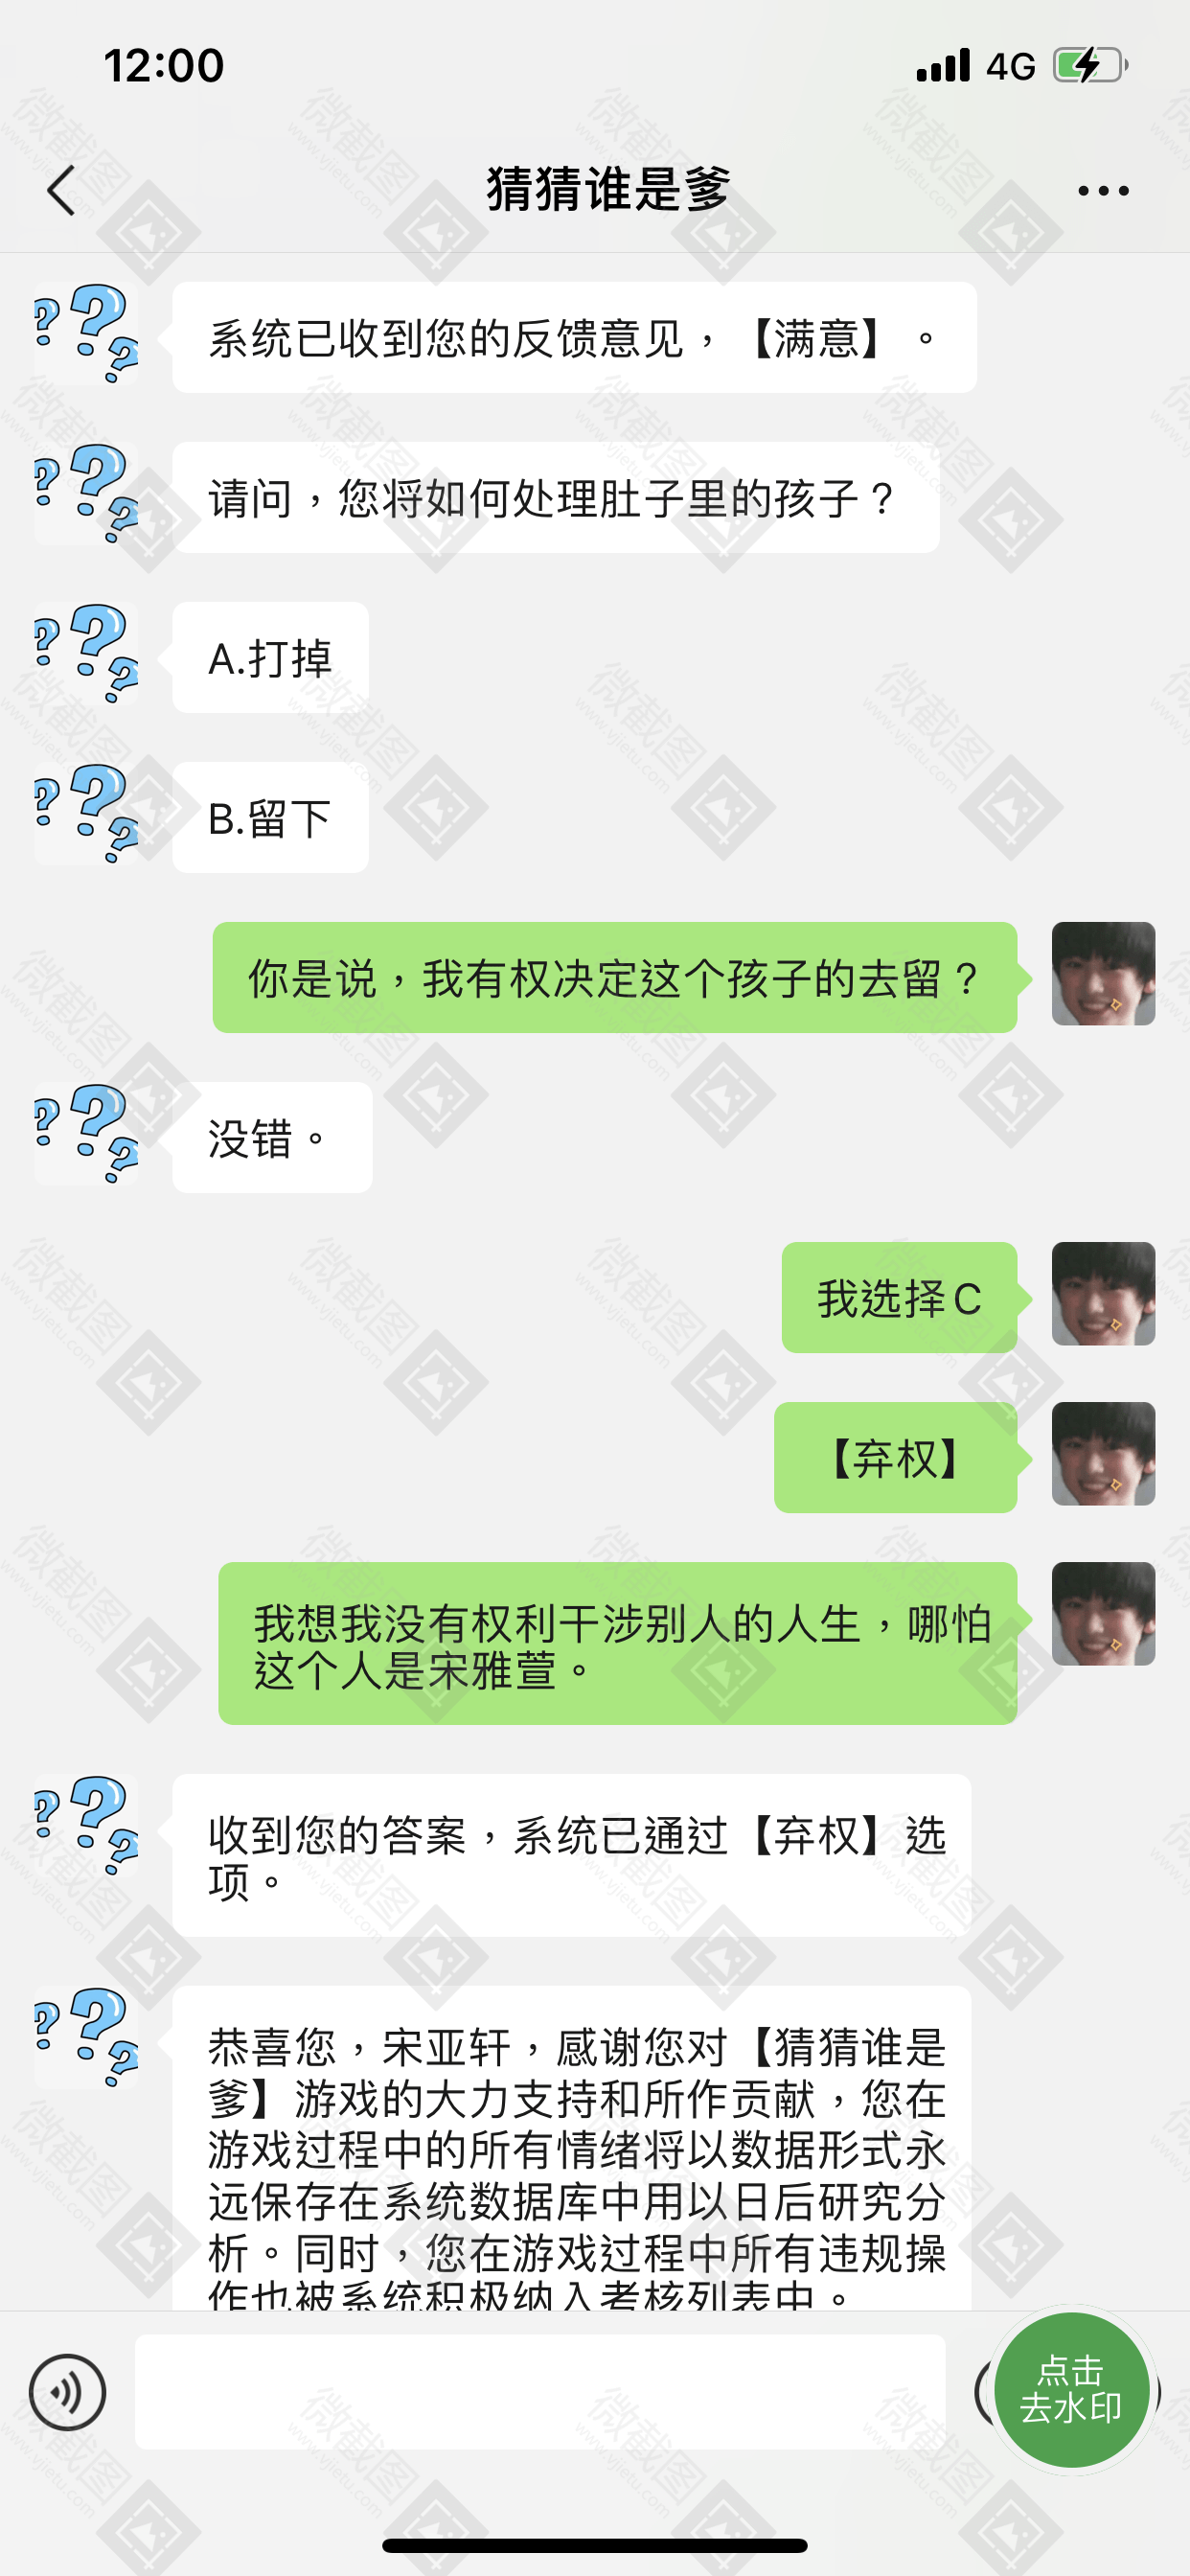 12:00
4G
猜猜谁是爹
系统已收到您的反馈意见，【满意】。
请问，您将如何处理肚子里的孩子？
A.打掉
B.留下
你是说，我有权决定这个孩子的去留？
没错。
我选择C
【弃权】
我想我没有权利干涉别人的人生，哪怕
这个人是宋雅萱。
收到您的答案，系统已通过【弃权】选
项。
恭喜您，宋亚轩，感谢您对【猜猜谁是
爹】游戏的大力支持和所作贡献，您在
游戏过程中的所有情绪将以数据形式永
远保存在系统数据库中用以日后研究分
析。同时，您在游戏过程中所有违规操
作也被系统积极纳入考核列表中。
点击
去水印
微截图
www.vjietu.com